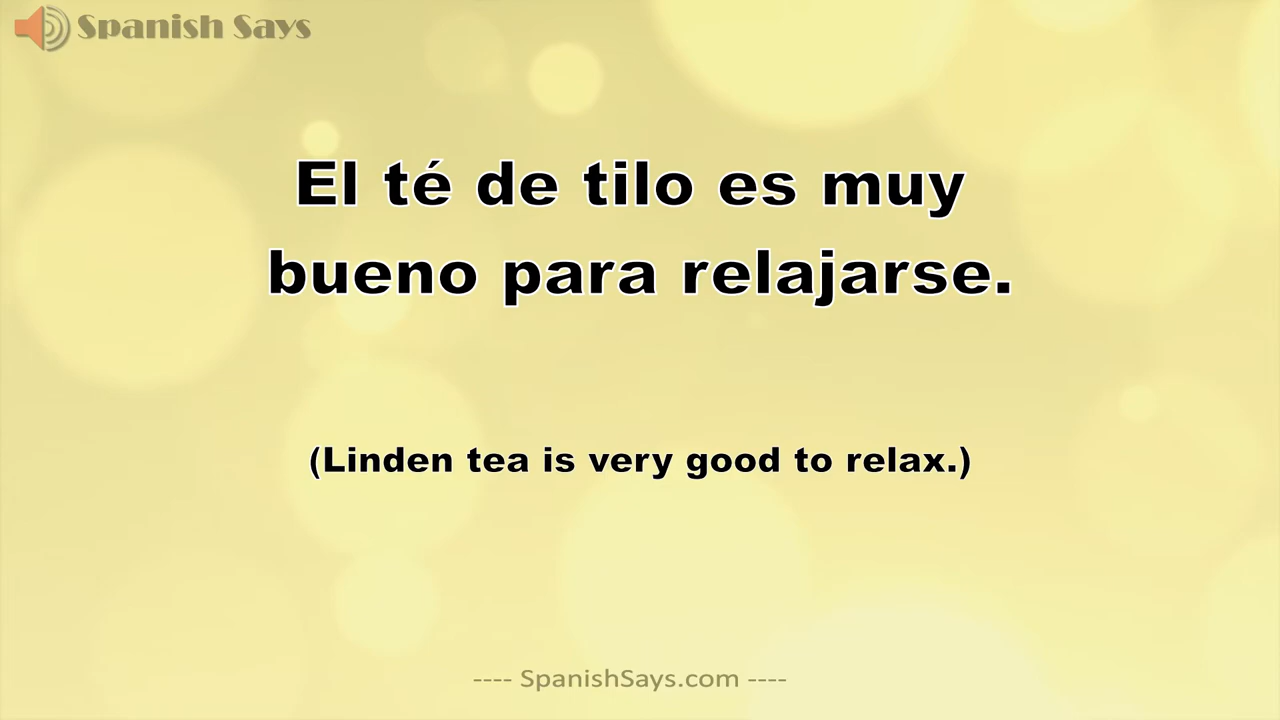 Spanish Says
El té de tilo es muy
bueno para relajarse.
(Linden tea is very good to relax.)
---- SpanishSays.com ----